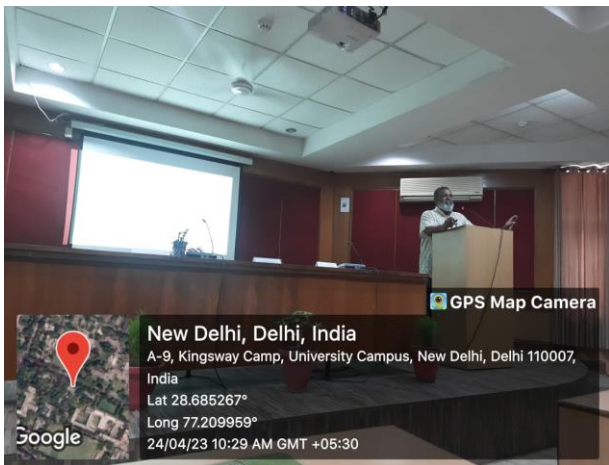 GPS Map Camera
New Delhi, Delhi, India
A-9, Kingsway Camp, University Campus, New Delhi, Delhi 110007,
India
Lat 28.685267°
Long 77.209959°
24/04/23 10:29 AM GMT +05:30
Google